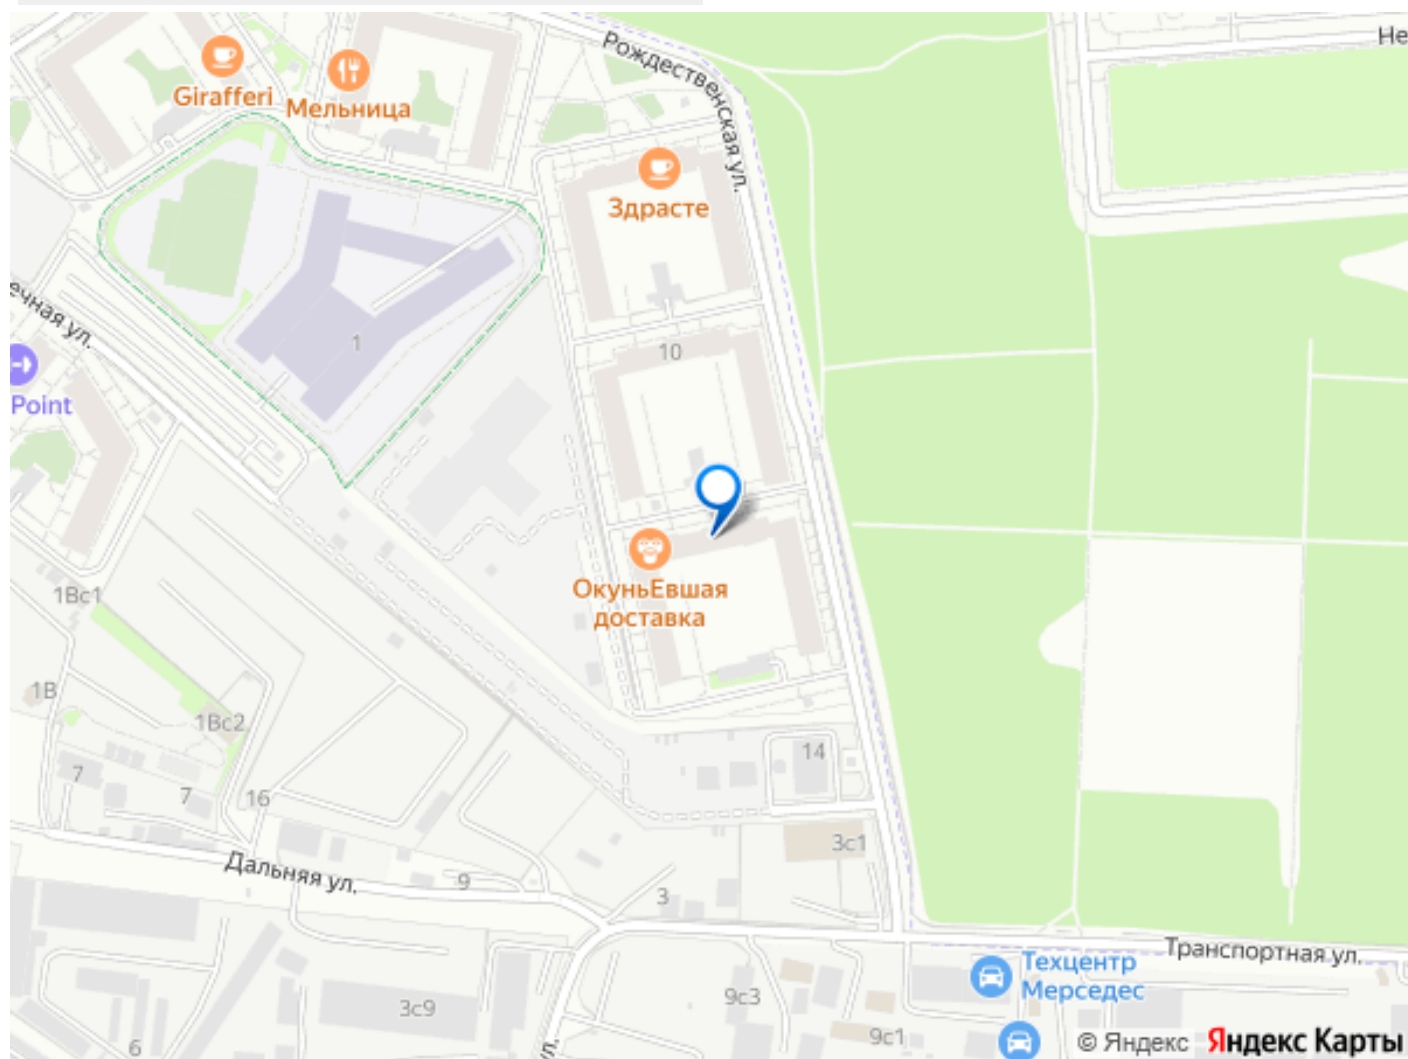 Рождественская ул.
Не
Girafferi
Мельница
Здрасте
ечная ул.
1
10
Point
ОкуньЕвшая
доставка
1Вс1
1В
1Вс2
14
7
7
16
3с1
Дальняя ул.
9
3
Транспортная ул.
Техцентр
Мерседес
9с3
3с9
9с1
6
ул.
© Яндекс Яндекс Карты